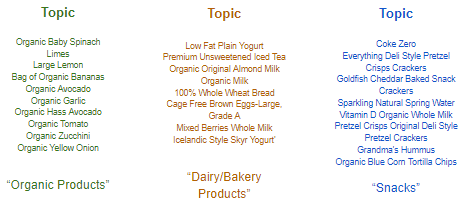 Topic
Organic Baby Spinach
Limes
Large Lemon
Bag of Organic Bananas
Organic Avocado
Organic Garlic
Organic Hass Avocado
Organic Tomato
Organic Zucchini
Organic Yellow Onion
“Organic Products”
Topic
Low Fat Plain Yogurt
Premium Unsweetened Iced Tea
Organic Original Almond Milk
Organic Milk
100% Whole Wheat Bread
Cage Free Brown Eggs-Large,
Grade A
Mixed Berries Whole Milk
Icelandic Style Skyr Yogurt'
“Dairy/Bakery
Products”
Topic
Coke Zero
Everything Deli Style Pretzel
Crisps Crackers
Goldfish Cheddar Baked Snack
Crackers
Sparkling Natural Spring Water
Vitamin D Organic Whole Milk
Pretzel Crisps Original Deli Style
Pretzel Crackers
Grandma's Hummus
Organic Blue Corn Tortilla Chips
“Snacks”